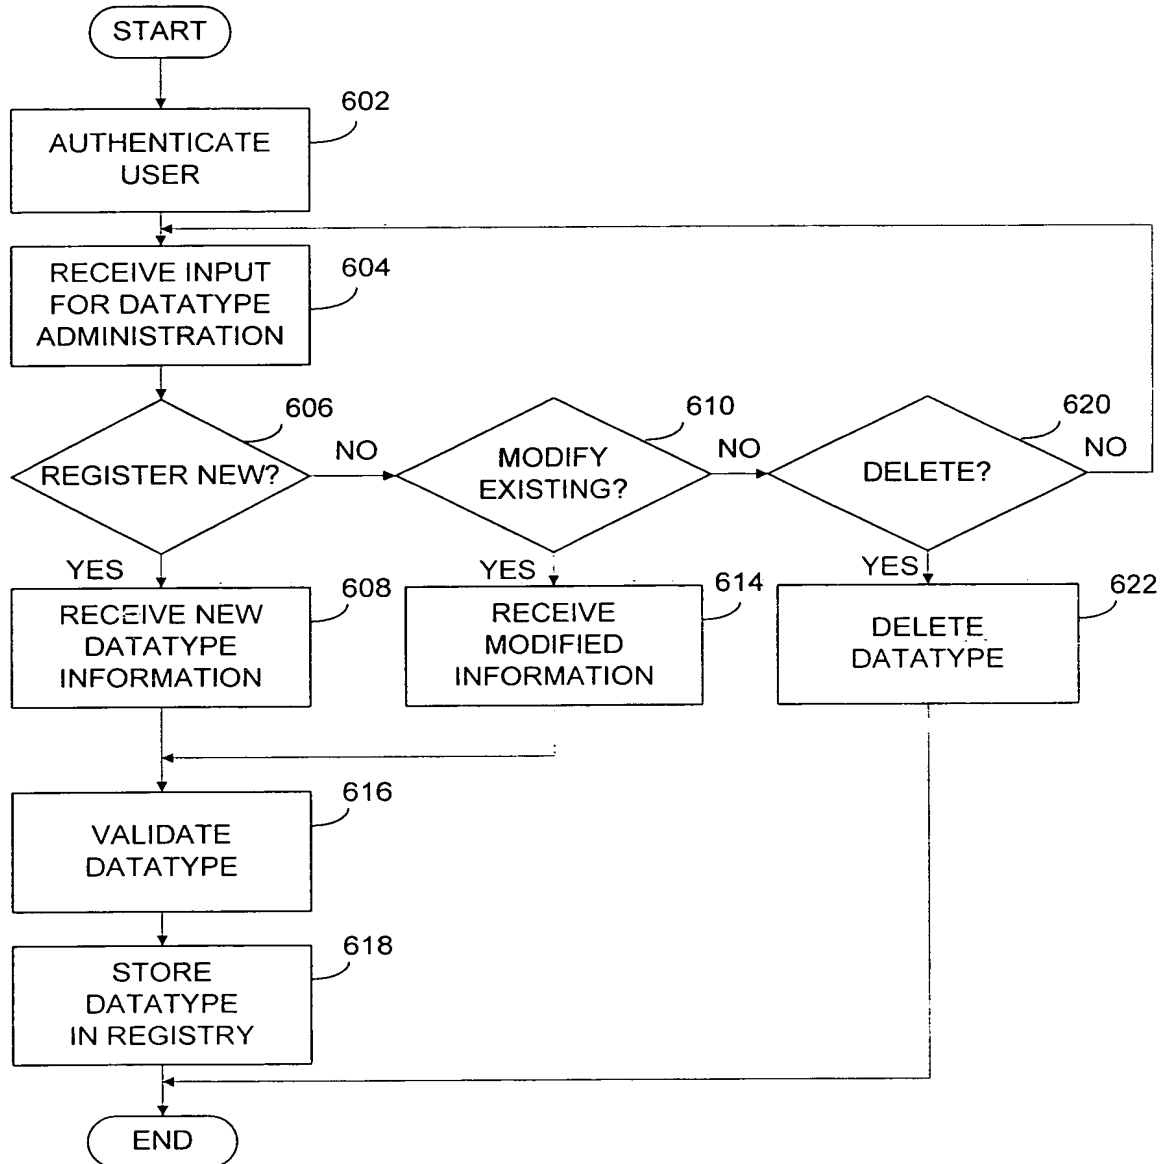 START
602
AUTHENTICATE
USER
RECEIVE INPUT
FOR DATATYPE
ADMINISTRATION
604
606
REGISTER NEW?
NO
610
MODIFY
EXISTING?
NO
620
DELETE?
NO
YES
608
RECEIVE NEW
DATATYPE
INFORMATION
YES
614
RECEIVE
MODIFIED
INFORMATION
YES
622
DELETE
DATATYPE
616
VALIDATE
DATATYPE
618
STORE
DATATYPE
IN REGISTRY
END